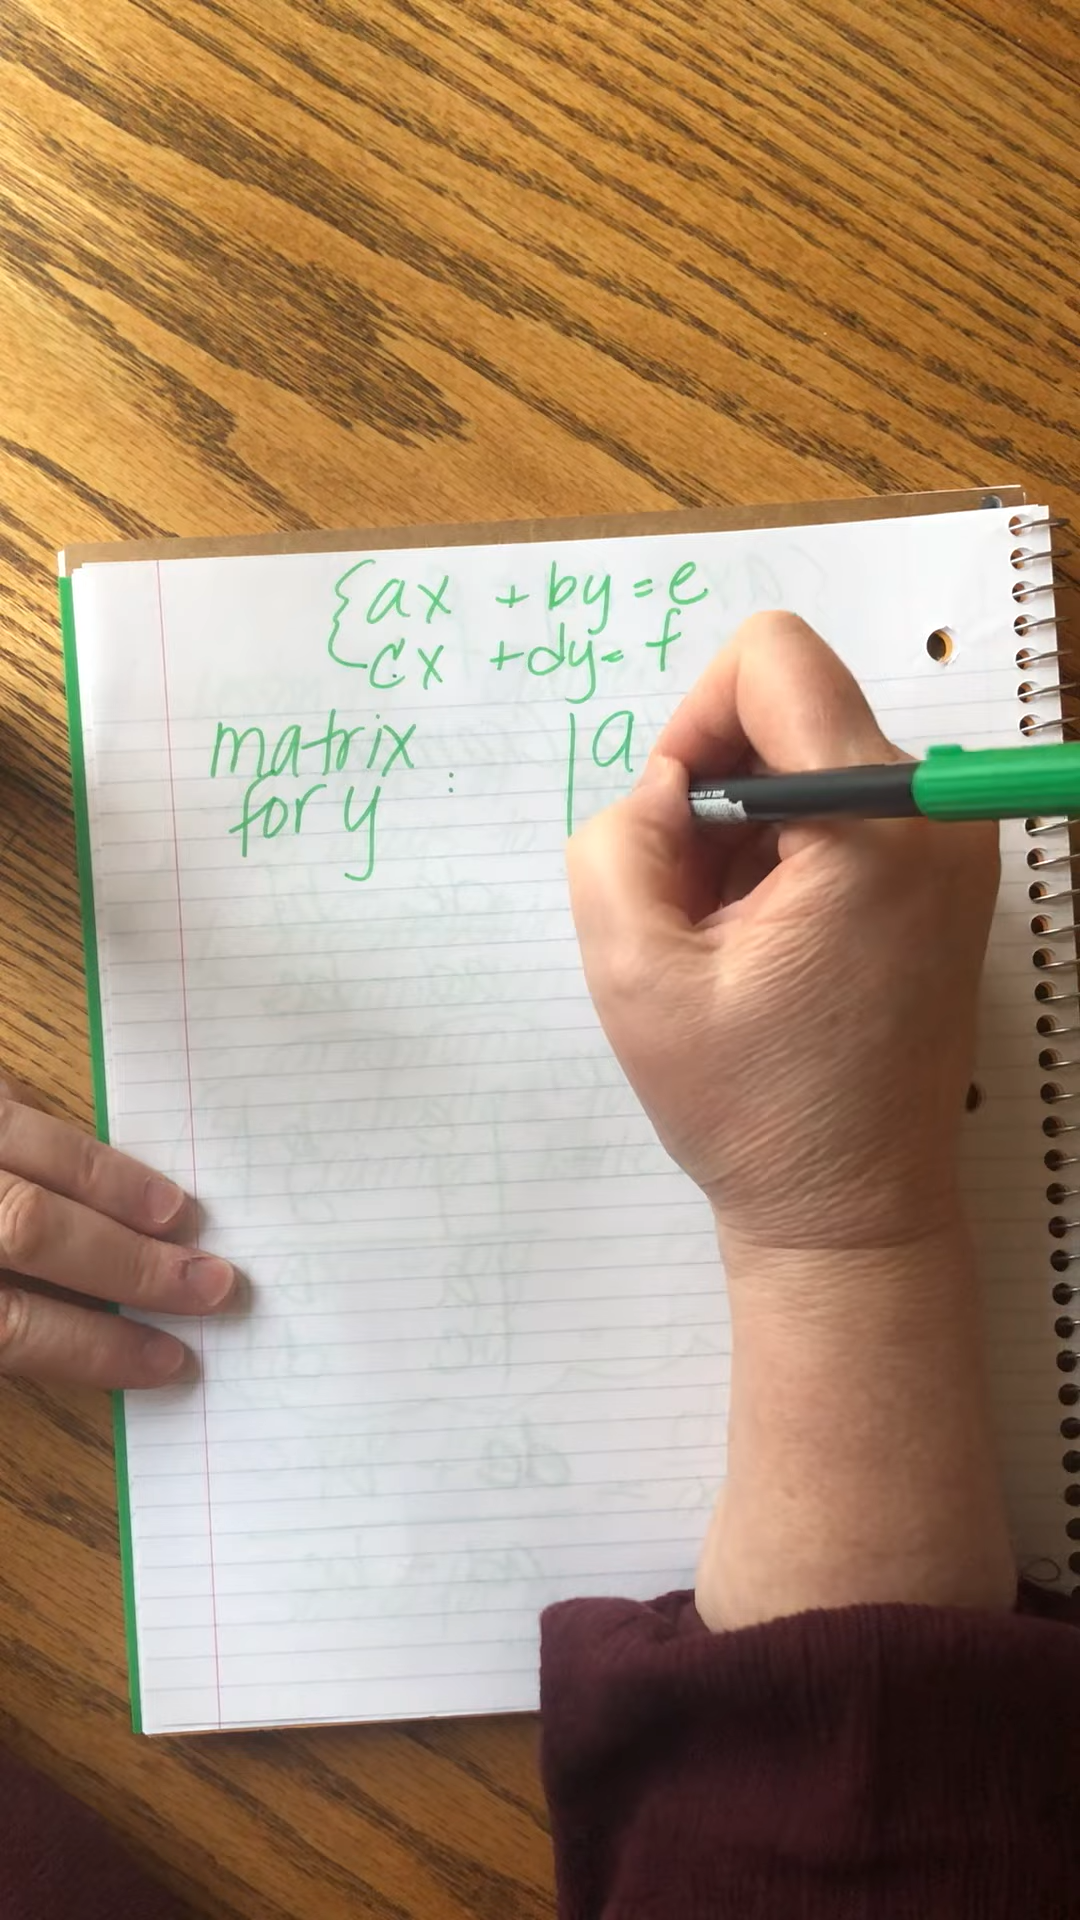 {ax + by = e
cx + dy = f
matrix
for y : | a